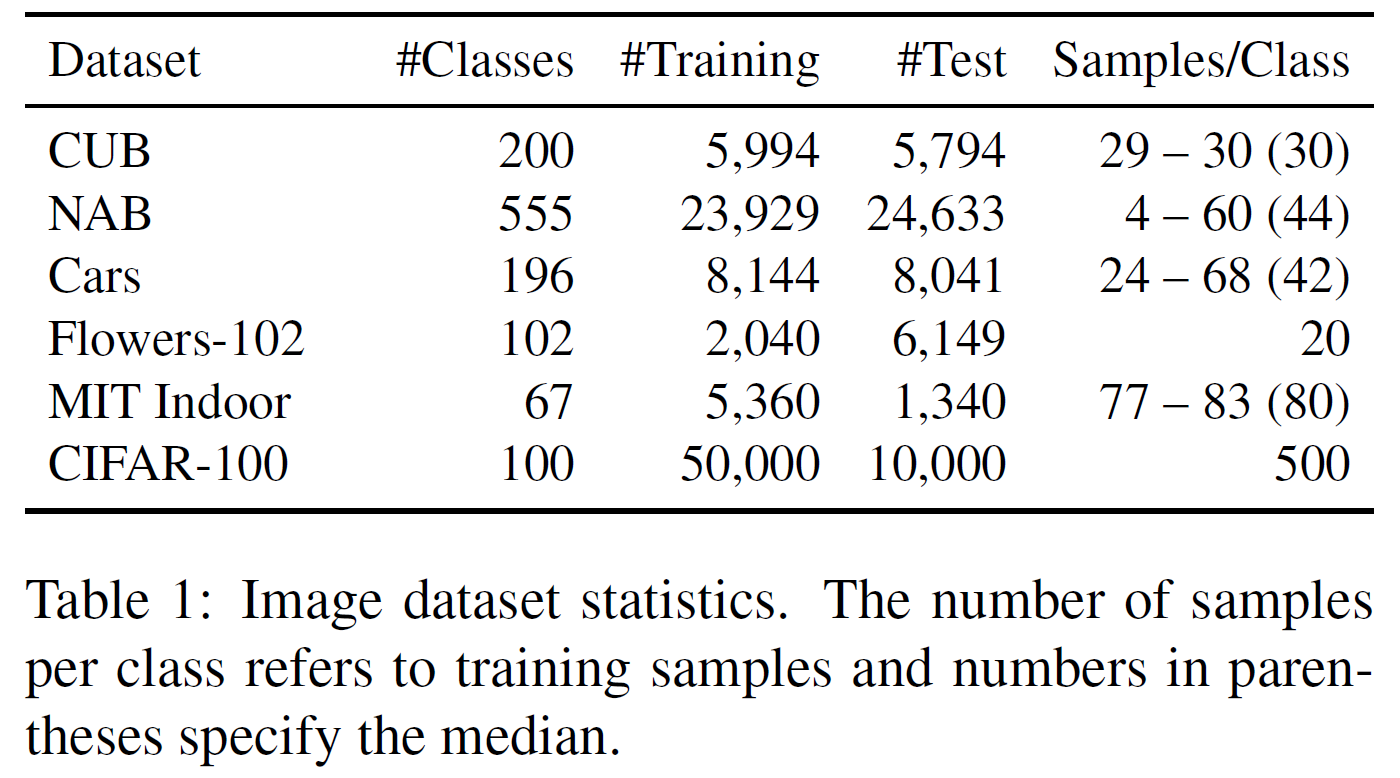 Dataset #Classes #Training #Test Samples/Class
CUB 200 5,994 5,794 29 – 30 (30)
NAB 555 23,929 24,633 4 – 60 (44)
Cars 196 8,144 8,041 24 – 68 (42)
Flowers-102 102 2,040 6,149 20
MIT Indoor 67 5,360 1,340 77 – 83 (80)
CIFAR-100 100 50,000 10,000 500
Table 1: Image dataset statistics. The number of samples
per class refers to training samples and numbers in paren-
theses specify the median.